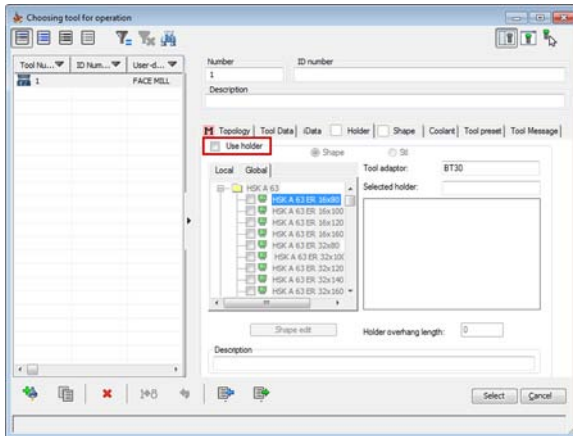 Choosing tool for operation
Number
ID number
Tool Nu...
ID Num...
User-d...
1
FACE MILL
1
Description
M Topology
Tool Data
iData
Holder
Shape
Coolant
Tool preset
Tool Message
Use holder
Shape
Stl
Local
Global
Tool adaptor:
BT30
HSK A 63
Selected holder:
HSK A 63 ER 16x80
HSK A 63 ER 16x100
HSK A 63 ER 16x120
HSK A 63 ER 16x160
HSK A 63 ER 32x80
HSK A 63 ER 32x100
HSK A 63 ER 32x120
HSK A 63 ER 32x140
HSK A 63 ER 32x160
Shape edit
Holder overhang length:
0
Description
Select
Cancel